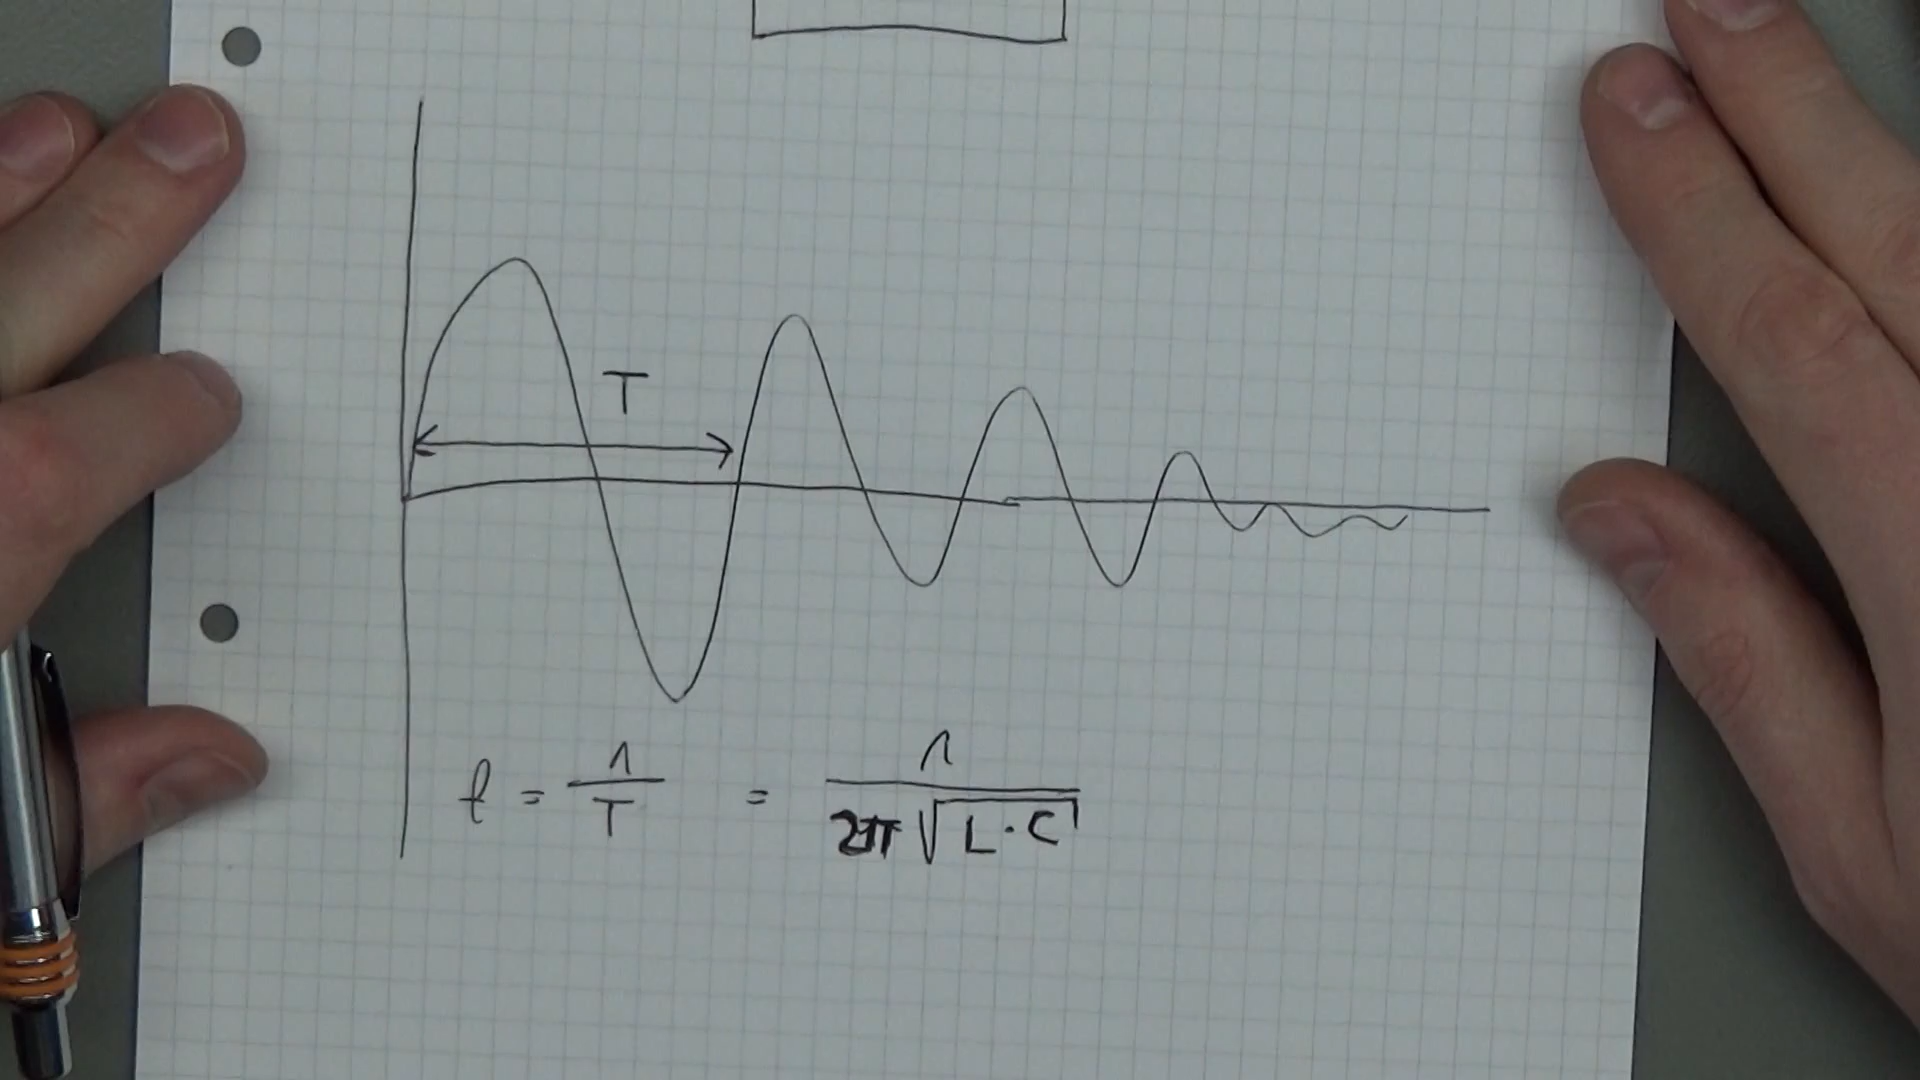 T
f = 1/T = 1/(2π√(L·C))